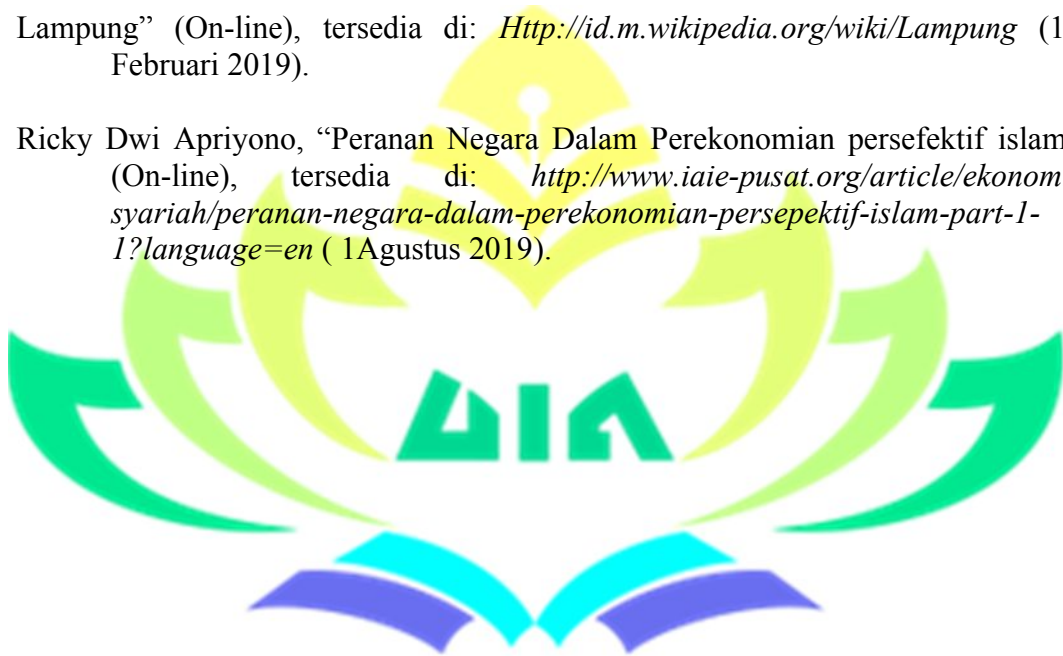 Lampung” (On-line), tersedia di: Http://id.m.wikipedia.org/wiki/Lampung (1
Februari 2019).
Ricky Dwi Apriyono, “Peranan Negara Dalam Perekonomian persefektif islam
(On-line), tersedia di: http://www.iaie-pusat.org/article/ekonom
syariah/peranan-negara-dalam-perekonomian-persepektif-islam-part-1-
1?language=en ( 1Agustus 2019).
UIN